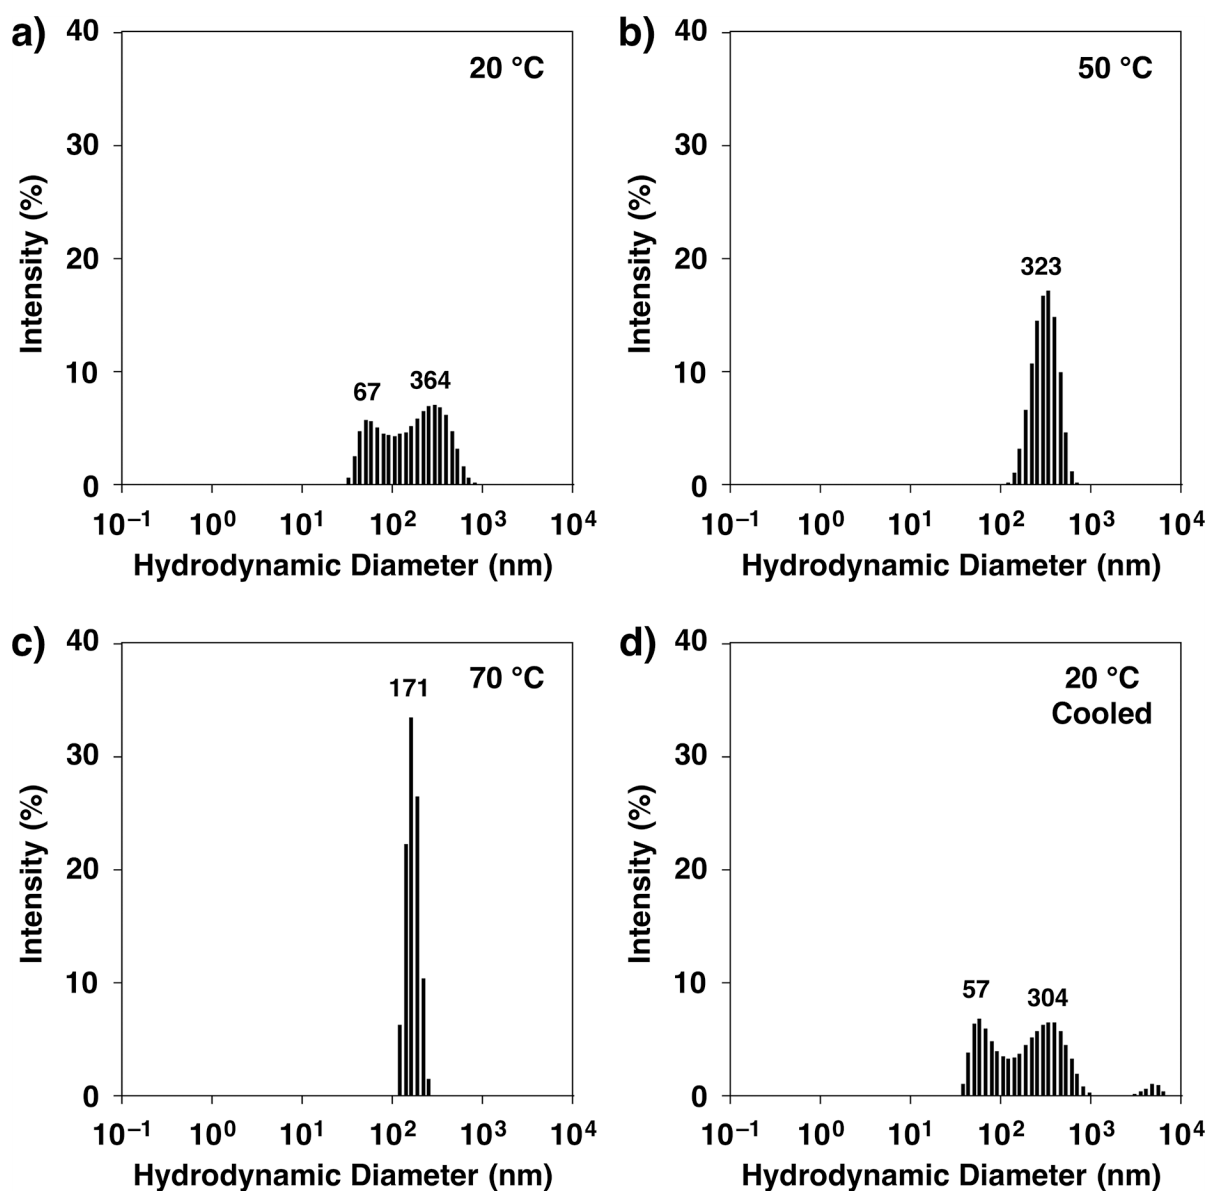 a)
20 °C
40
30
20
10
0
Intensity (%)
67
364
10⁻¹ 10⁰ 10¹ 10² 10³ 10⁴
Hydrodynamic Diameter (nm)
b)
50 °C
40
30
20
10
0
Intensity (%)
323
10⁻¹ 10⁰ 10¹ 10² 10³ 10⁴
Hydrodynamic Diameter (nm)
c)
70 °C
40
30
20
10
0
Intensity (%)
171
10⁻¹ 10⁰ 10¹ 10² 10³ 10⁴
Hydrodynamic Diameter (nm)
d)
20 °C
Cooled
40
30
20
10
0
Intensity (%)
57
304
10⁻¹ 10⁰ 10¹ 10² 10³ 10⁴
Hydrodynamic Diameter (nm)